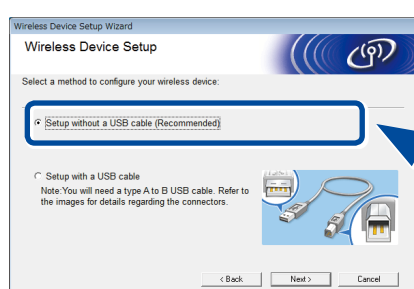 Wireless Device Setup Wizard
Wireless Device Setup
Select a method to configure your wireless device:
Setup without a USB cable (Recommended)
Setup with a USB cable
Note:You will need a type A to B USB cable. Refer to
the images for details regarding the connectors.
< Back
Next >
Cancel